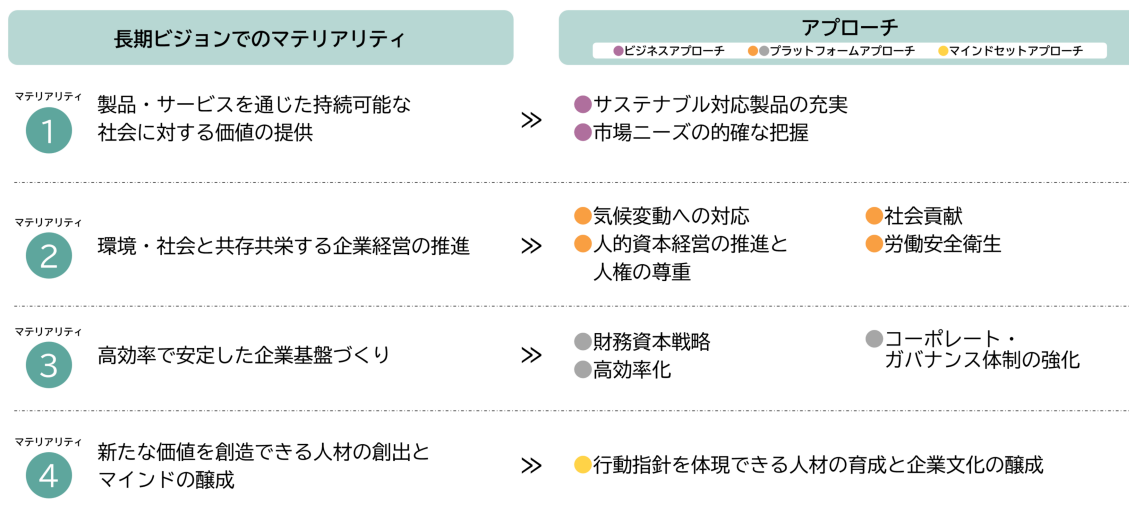 長期ビジョンでのマテリアリティ
アプローチ
●ビジネスアプローチ ●●プラットフォームアプローチ ●マインドセットアプローチ
マテリアリティ
1
製品・サービスを通じた持続可能な
社会に対する価値の提供
≫
●サステナブル対応製品の充実
●市場ニーズの的確な把握
マテリアリティ
2
環境・社会と共存共栄する企業経営の推進
≫
●気候変動への対応
●人的資本経営の推進と
人権の尊重
●社会貢献
●労働安全衛生
マテリアリティ
3
高効率で安定した企業基盤づくり
≫
●財務資本戦略
●高効率化
●コーポレート・
ガバナンス体制の強化
マテリアリティ
4
新たな価値を創造できる人材の創出と
マインドの醸成
≫
●行動指針を体現できる人材の育成と企業文化の醸成